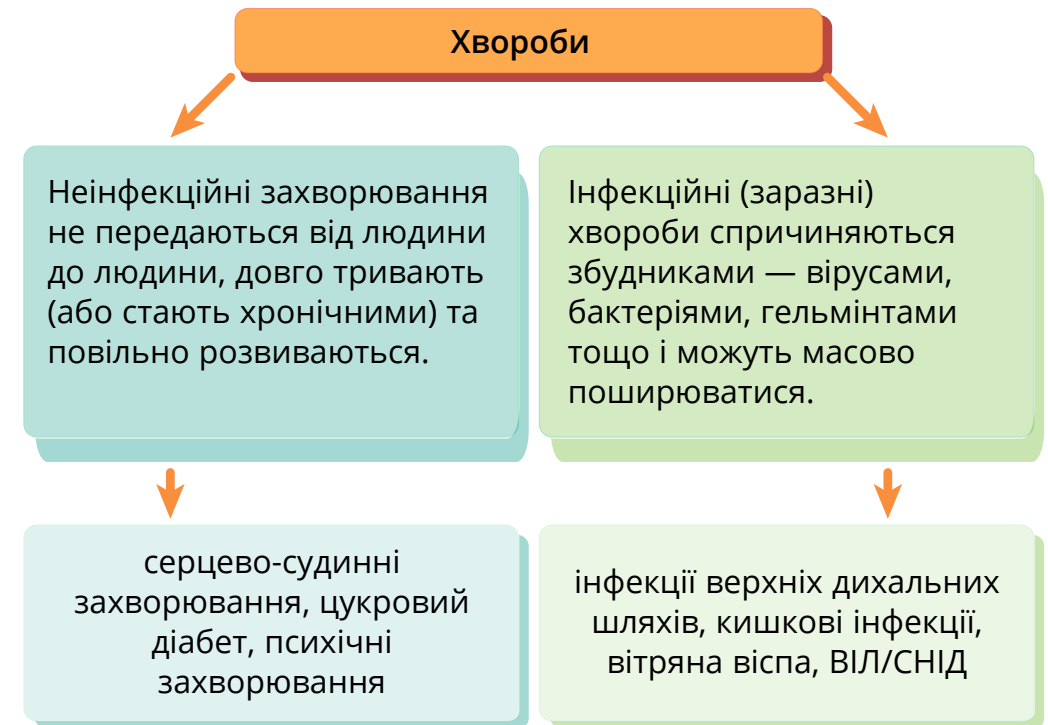 Хвороби
Неінфекційні захворювання
не передаються від людини
до людини, довго тривають
(або стають хронічними) та
повільно розвиваються.
Інфекційні (заразні)
хвороби спричиняються
збудниками — вірусами,
бактеріями, гельмінтами
тощо і можуть масово
поширюватися.
серцево-судинні
захворювання, цукровий
діабет, психічні
захворювання
інфекції верхніх дихальних
шляхів, кишкові інфекції,
вітряна віспа, ВІЛ/СНІД